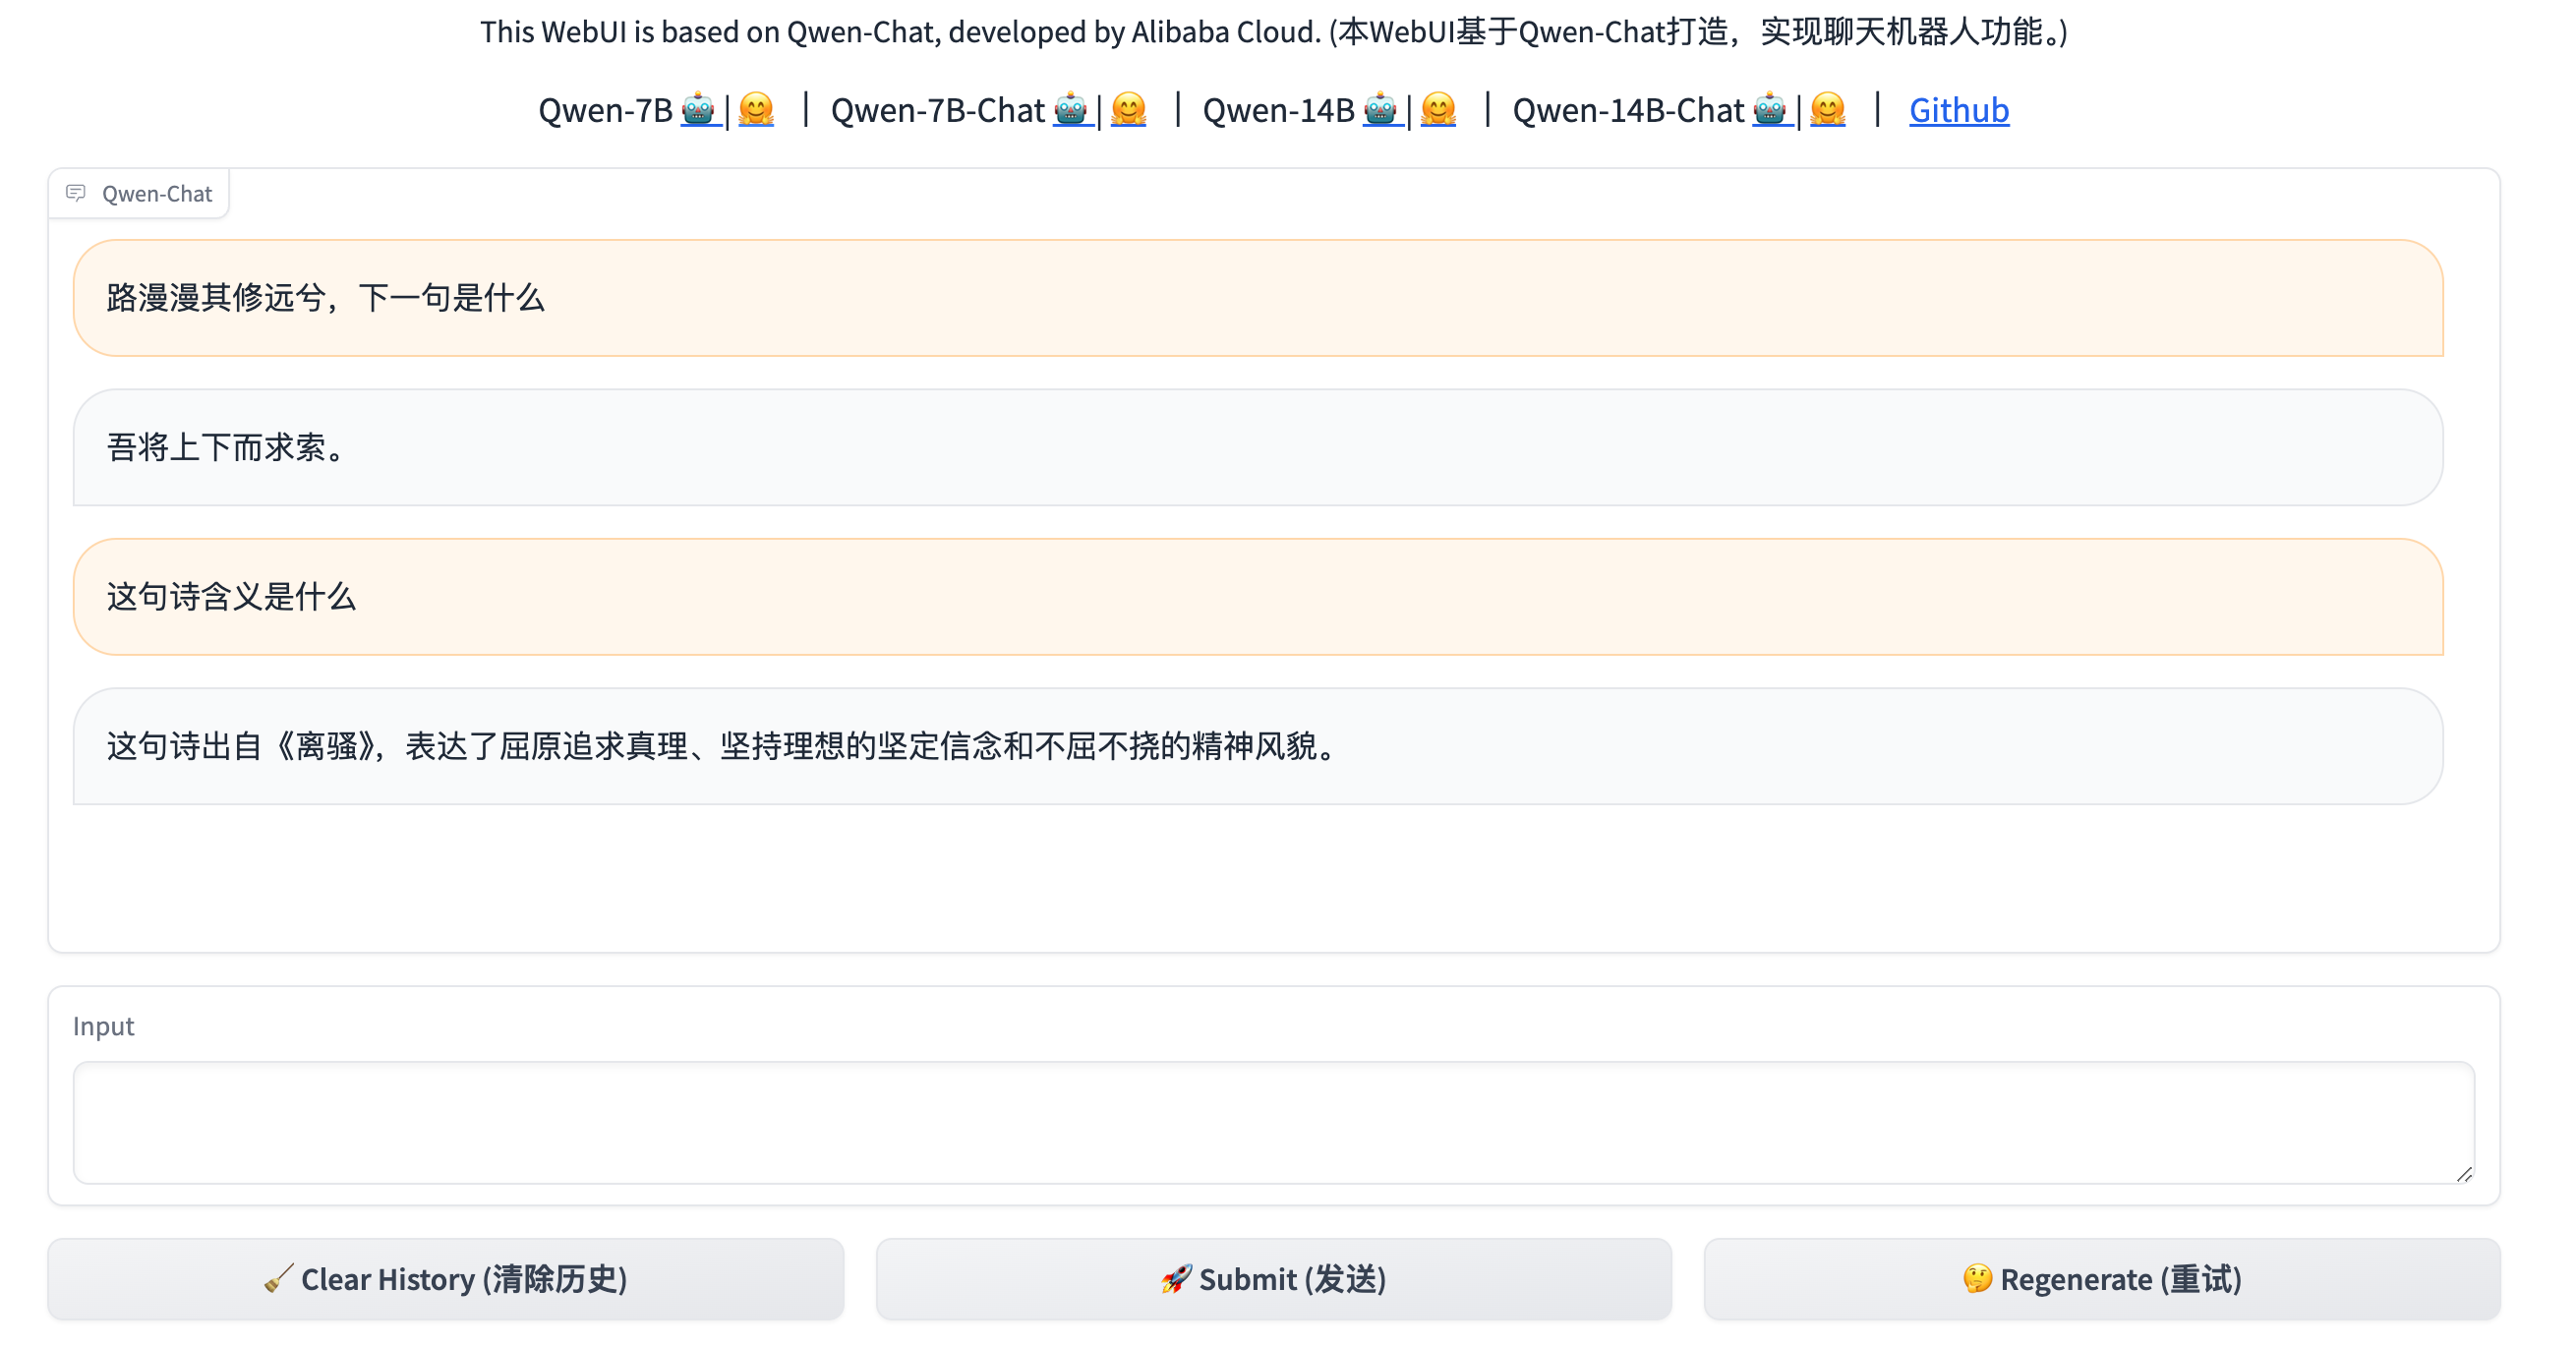 This WebUI is based on Qwen-Chat, developed by Alibaba Cloud. (本WebUI基于Qwen-Chat打造，实现聊天机器人功能。)
Qwen-7B 🤖 | 🤗 | Qwen-7B-Chat 🤖 | 🤗 | Qwen-14B 🤖 | 🤗 | Qwen-14B-Chat 🤖 | 🤗 | Github
Qwen-Chat
路漫漫其修远兮，下一句是什么
吾将上下而求索。
这句诗含义是什么
这句诗出自《离骚》，表达了屈原追求真理、坚持理想的坚定信念和不屈不挠的精神风貌。
Input
🧹 Clear History (清除历史)
🚀 Submit (发送)
🤔 Regenerate (重试)